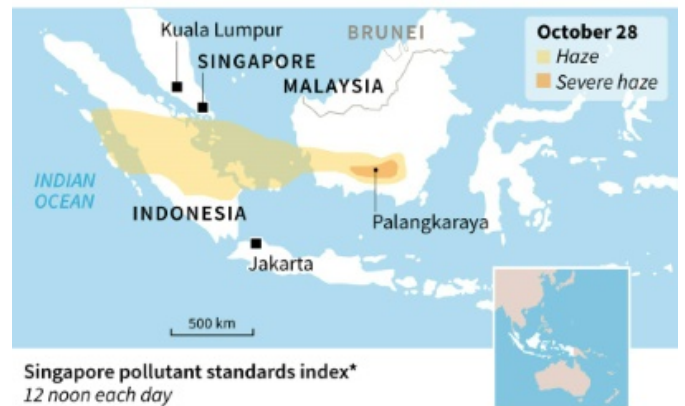 Kuala Lumpur
SINGAPORE
BRUNEI
MALAYSIA
October 28
Haze
Severe haze
INDIAN
OCEAN
INDONESIA
Palangkaraya
Jakarta
500 km
Singapore pollutant standards index*
12 noon each day